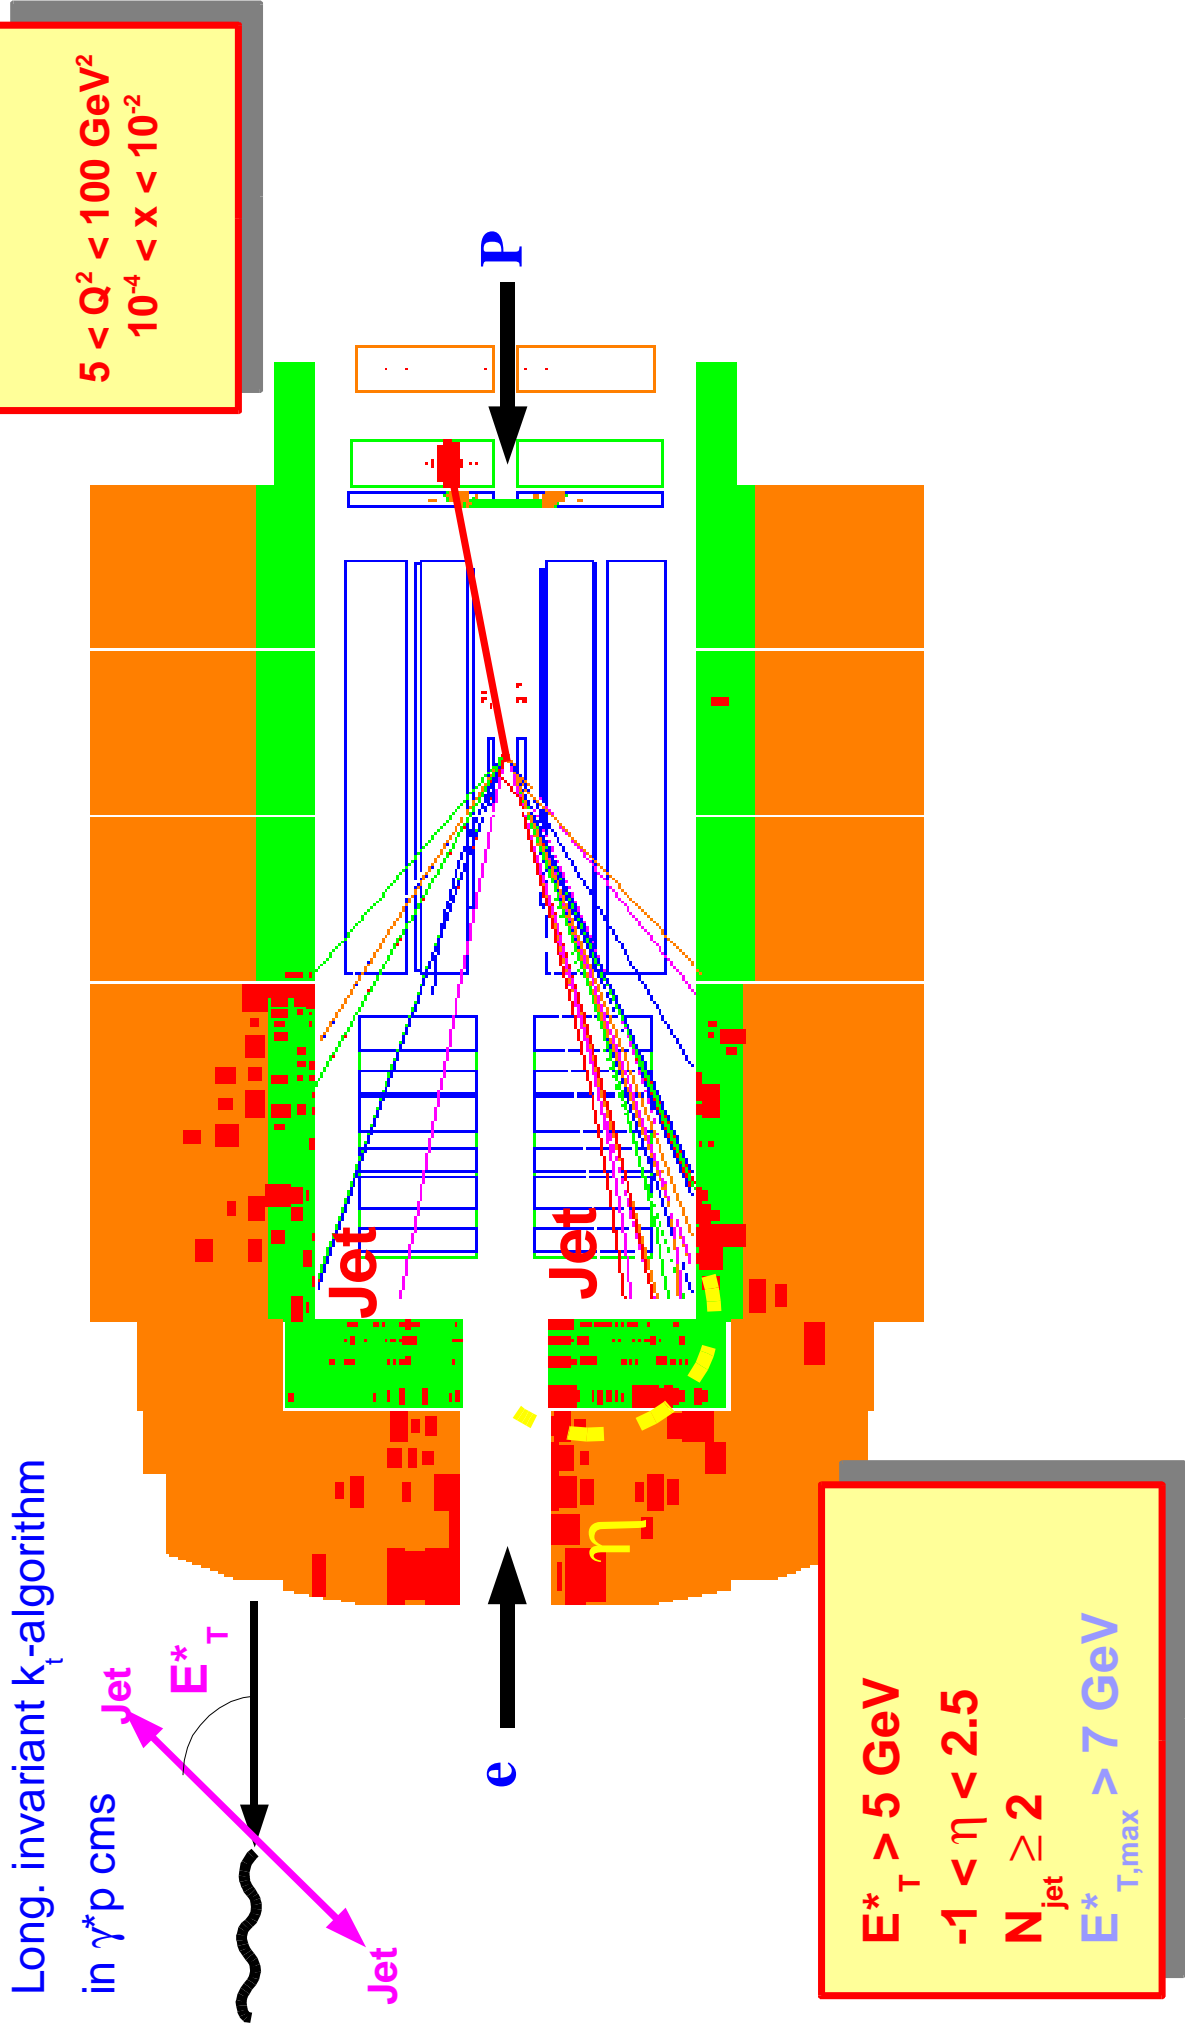 Long. invariant kt-algorithm
in γ*p cms
Jet
E*T
Jet
5 < Q² < 100 GeV²
10⁻⁴ < x < 10⁻²
Jet
Jet
η
e
P
E*T > 5 GeV
-1 < η < 2.5
Njet ≥ 2
E*T,max > 7 GeV